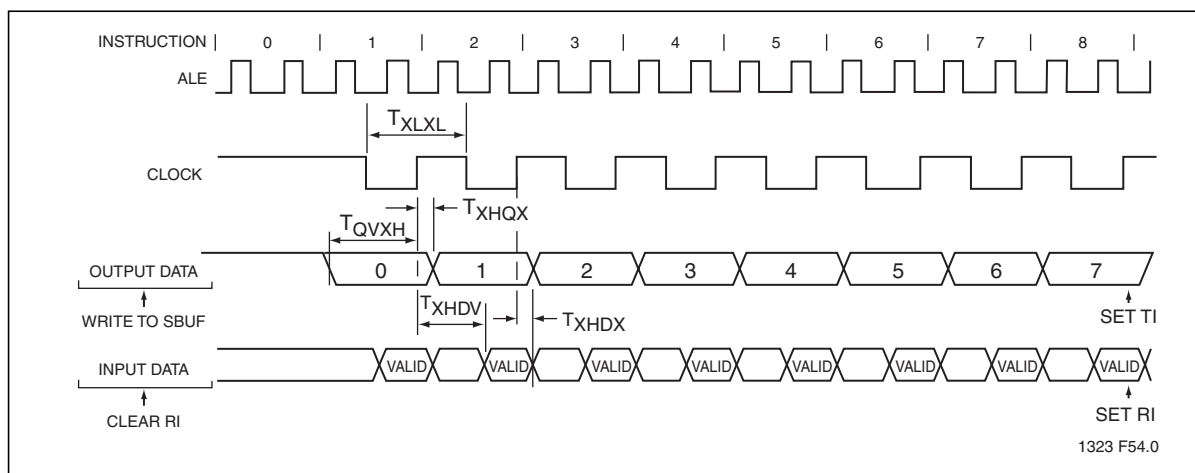 INSTRUCTION | 0 | 1 | 2 | 3 | 4 | 5 | 6 | 7 | 8 |
ALE
TXLXL
CLOCK
TXHQX
TQVXH
OUTPUT DATA 0 1 2 3 4 5 6 7
WRITE TO SBUF
TXHDV
TXHDX
SET TI
INPUT DATA VALID VALID VALID VALID VALID VALID VALID VALID
CLEAR RI
SET RI
1323 F54.0